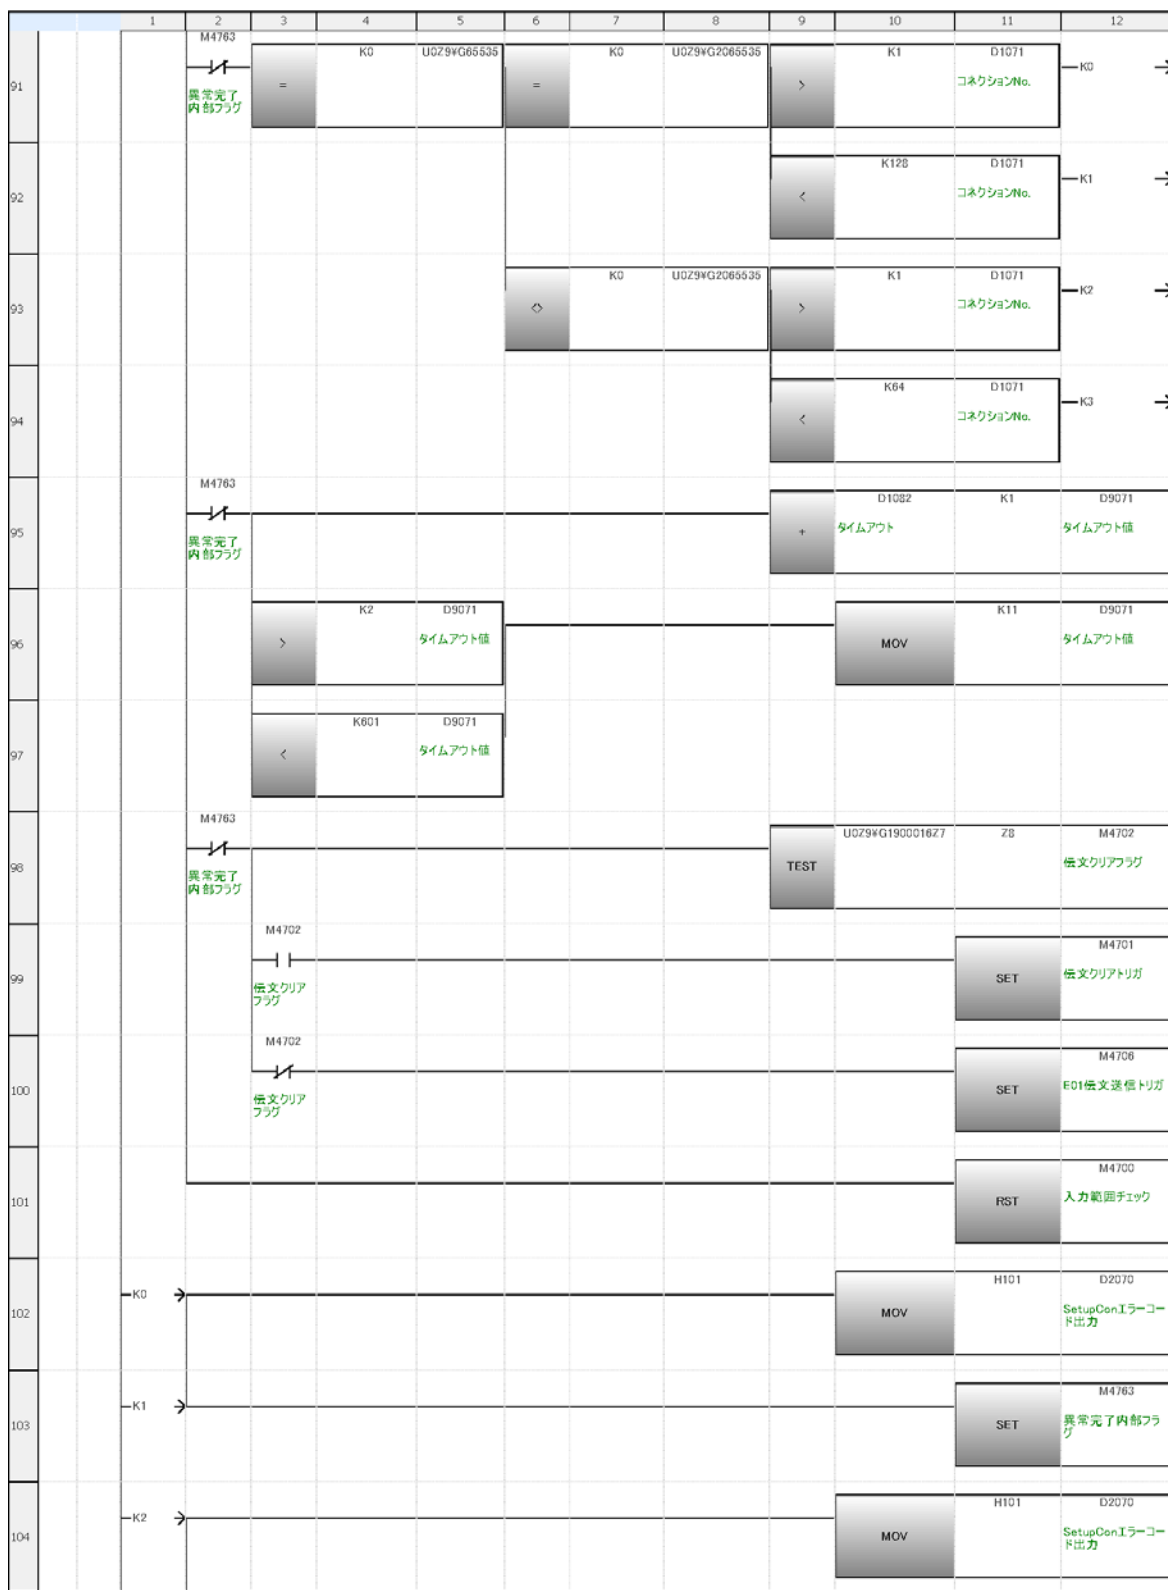 1 2 3 4 5 6 7 8 9 10 11 12
91
M4763
異常完了
内部フラグ
= K0 U0Z9¥G65535
= K0 U0Z9¥G2065535
> K1 D1071
コネクションNo.
K0
92
< K128 D1071
コネクションNo.
K1
93
<> K0 U0Z9¥G2065535
> K1 D1071
コネクションNo.
K2
94
< K64 D1071
コネクションNo.
K3
95
M4763
異常完了
内部フラグ
+ D1082 K1 D9071
タイムアウト タイムアウト値
96
> K2 D9071
タイムアウト値
MOV K11 D9071
タイムアウト値
97
< K601 D9071
タイムアウト値
98
M4763
異常完了
内部フラグ
TEST U0Z9¥G1900016Z7 Z8 M4702
伝文クリアフラグ
99
M4702
伝文クリア
フラグ
SET M4701
伝文クリアトリガ
100
M4702
伝文クリア
フラグ
SET M4706
E01伝文送信トリガ
101
RST M4700
入力範囲チェック
102
K0
MOV H101 D2070
SetupConエラーコー
ド出力
103
K1
SET M4763
異常完了内部フラ
グ
104
K2
MOV H101 D2070
SetupConエラーコー
ド出力